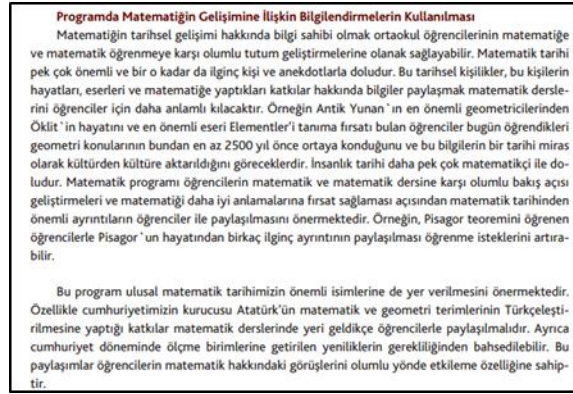 Programda Matematiğin Gelişimine İlişkin Bilgilendirmelerin Kullanılması
Matematiğin tarihsel gelişimi hakkında bilgi sahibi olmak ortaokul öğrencilerinin matematiğe
ve matematik öğrenmeye karşı olumlu tutum geliştirmelerine olanak sağlayabilir. Matematik tarihi
pek çok önemli ve bir o kadar da ilginç kişi ve anekdotlarla doludur. Bu tarihsel kişilikler, bu kişilerin
hayatları, eserleri ve matematiğe yaptıkları katkılar hakkında bilgiler paylaşmak matematik dersle-
rini öğrenciler için daha anlamlı kılacaktır. Örneğin Antik Yunan`ın en önemli geometricilerinden
Öklit`in hayatını ve en önemli eseri Elementler'i tanıma fırsatı bulan öğrenciler bugün öğrendikleri
geometri konularının bundan en az 2500 yıl önce ortaya konduğunu ve bu bilgilerin bir tarihi miras
olarak kültürden kültüre aktarıldığını göreceklerdir. İnsanlık tarihi daha pek çok matematikçi ile do-
ludur. Matematik programı öğrencilerin matematik ve matematik dersine karşı olumlu bakış açısı
geliştirmeleri ve matematiği daha iyi anlamalarına fırsat sağlaması açısından matematik tarihinden
önemli ayrıntıların öğrenciler ile paylaşılmasını önermektedir. Örneğin, Pisagor teoremini öğrenen
öğrencilerle Pisagor`un hayatından birkaç ilginç ayrıntının paylaşılması öğrenme isteklerini artıra-
bilir.
Bu program ulusal matematik tarihimizin önemli isimlerine de yer verilmesini önermektedir.
Özellikle cumhuriyetimizin kurucusu Atatürk'ün matematik ve geometri terimlerinin Türkçeleşti-
rilmesine yaptığı katkılar matematik derslerinde yeri geldikçe öğrencilerle paylaşılmalıdır. Ayrıca
cumhuriyet döneminde ölçme birimlerine getirilen yeniliklerin gerekliliğinden bahsedilebilir. Bu
paylaşımlar öğrencilerin matematik hakkındaki görüşlerini olumlu yönde etkileme özelliğine sahip-
tir.